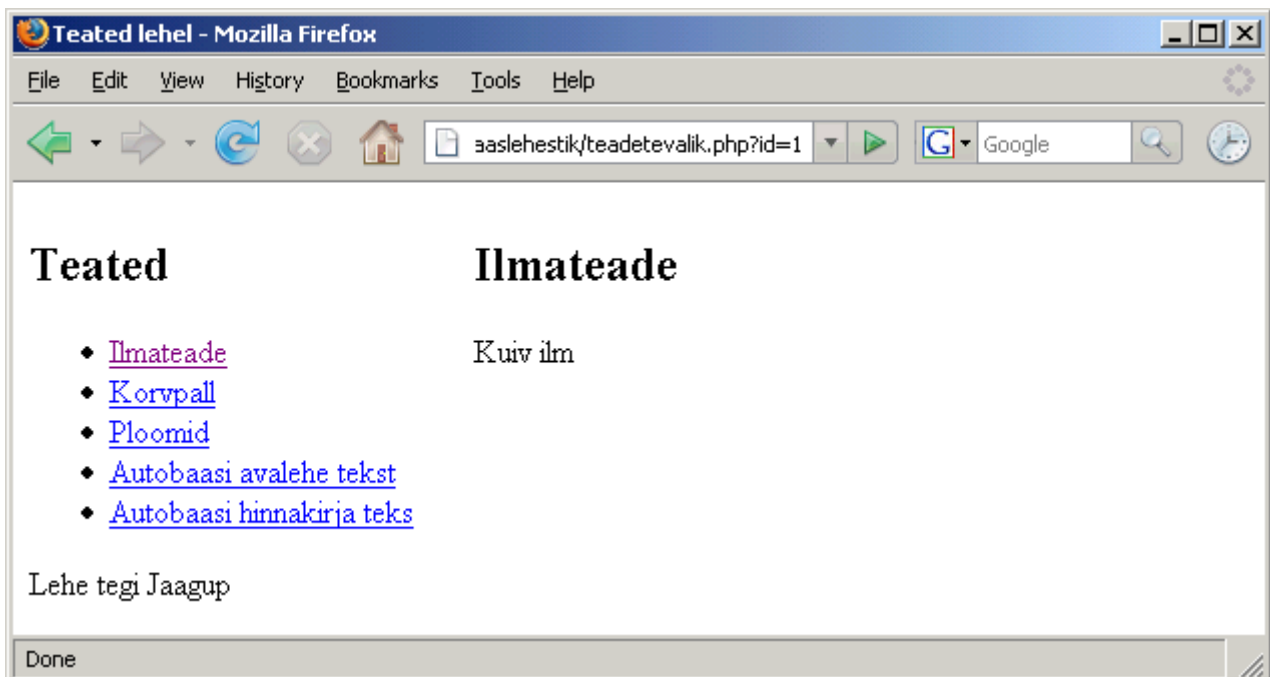 Teated lehel - Mozilla Firefox
File Edit View History Bookmarks Tools Help
aaslehestik/teadetevalik.php?id=1 G Google
Teated
Ilmateade
Korvpall
Ploomid
Autobaasi avalehe tekst
Autobaasi hinnakirja teks
Ilmateade
Kuiv ilm
Lehe tegi Jaagup
Done